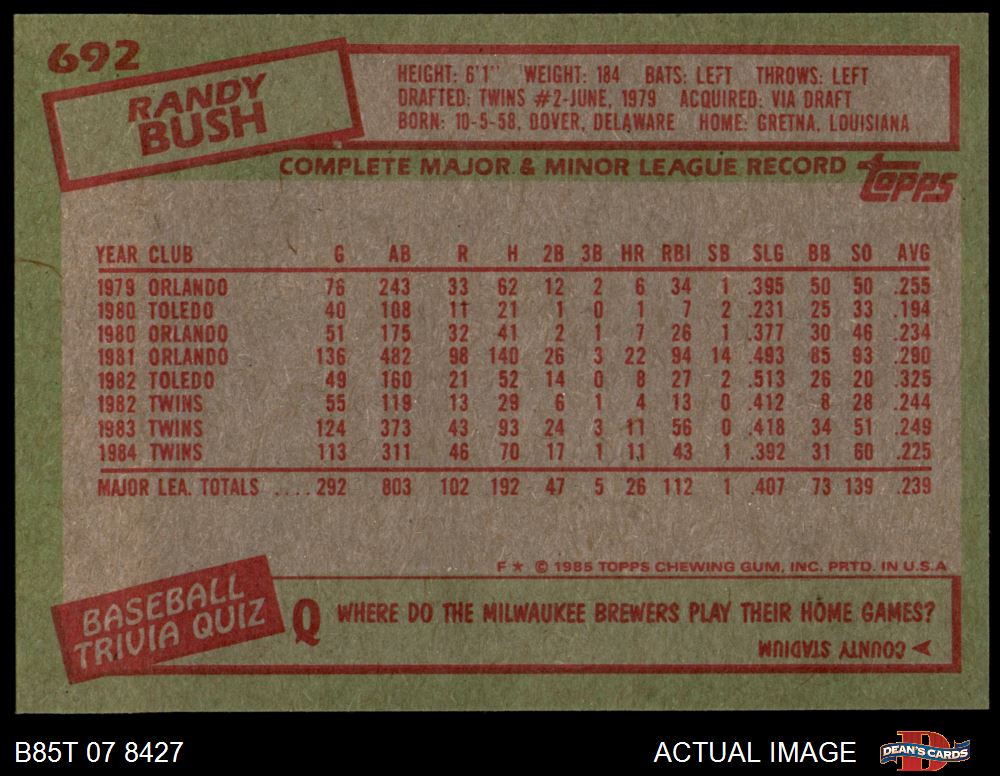 692
RANDY
BUSH
HEIGHT: 6'1" WEIGHT: 184 BATS: LEFT THROWS: LEFT
DRAFTED: TWINS #2-JUNE, 1979 ACQUIRED: VIA DRAFT
BORN: 10-5-58, DOVER, DELAWARE HOME: GRETNA, LOUISIANA
COMPLETE MAJOR & MINOR LEAGUE RECORD
Topps
YEAR CLUB G AB R H 2B 3B HR RBI SB SLG BB SO AVG
1979 ORLANDO 76 243 33 62 12 2 6 34 1 .395 50 50 .255
1980 TOLEDO 40 108 11 21 1 0 1 7 2 .231 25 33 .194
1980 ORLANDO 51 175 32 41 2 1 7 26 1 .377 30 46 .234
1981 ORLANDO 136 482 98 140 26 3 22 94 14 .493 85 93 .290
1982 TOLEDO 49 160 21 52 14 0 8 27 2 .513 26 20 .325
1982 TWINS 55 119 13 29 6 1 4 13 0 .412 8 28 .244
1983 TWINS 124 373 43 93 24 3 11 56 0 .418 34 51 .249
1984 TWINS 113 311 46 70 17 1 11 43 1 .392 31 60 .225
MAJOR LEA. TOTALS ....292 803 102 192 47 5 26 112 1 .407 73 139 .239
F ★ © 1985 TOPPS CHEWING GUM, INC. PRTD. IN U.S.A
BASEBALL
TRIVIA QUIZ
Q WHERE DO THE MILWAUKEE BREWERS PLAY THEIR HOME GAMES?
COUNTY STADIUM
B85T 07 8427
ACTUAL IMAGE
D
DEAN'S CARDS